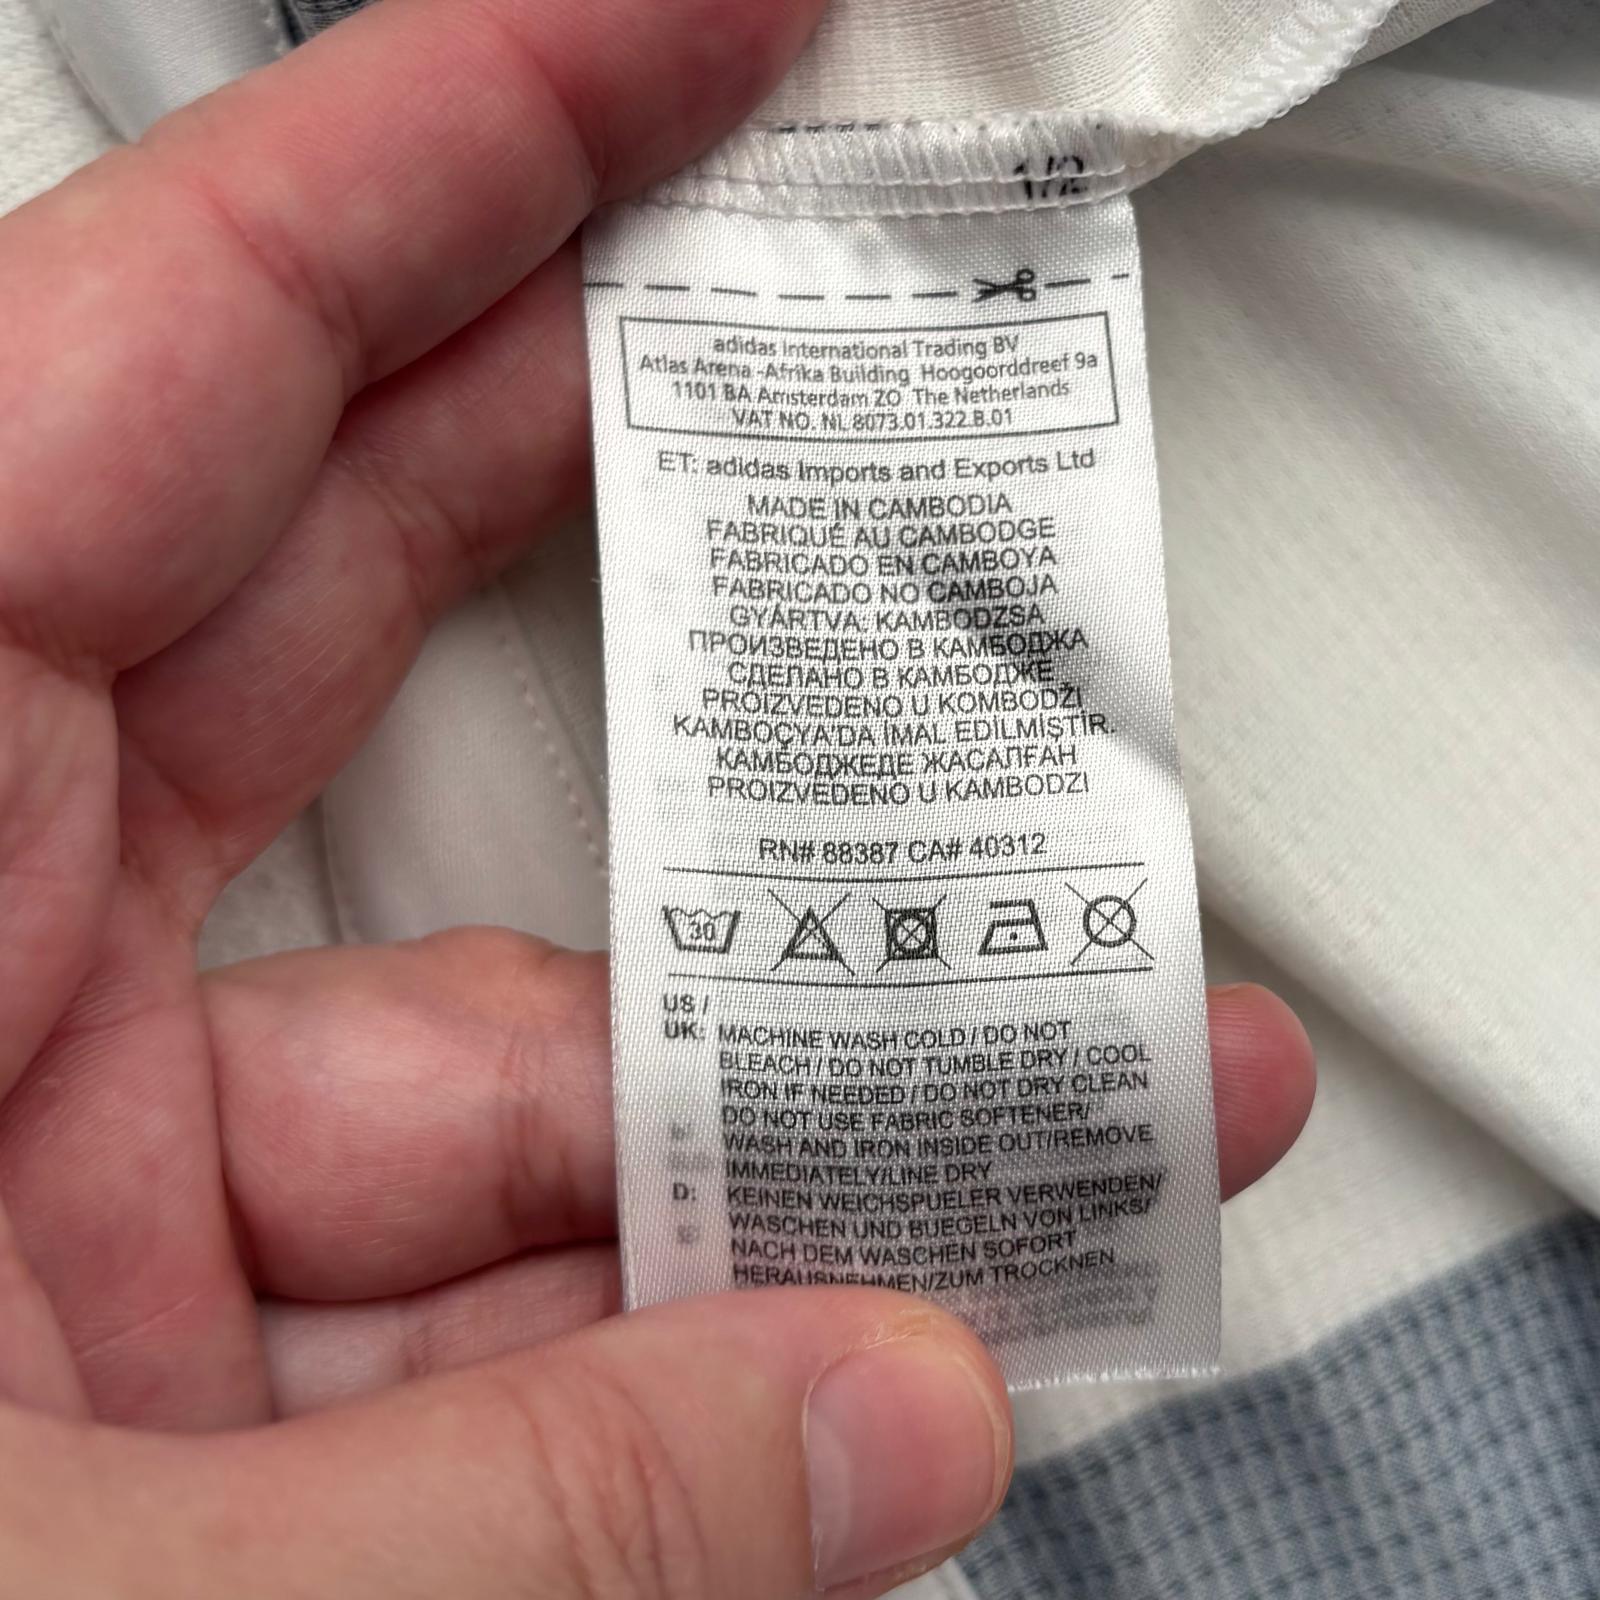 1/2
adidas International Trading BV
Atlas Arena -Afrika Building Hoogoorddreef 9a
1101 BA Amsterdam ZO The Netherlands
VAT NO. NL 8073.01.322.B.01
ET: adidas Imports and Exports Ltd
MADE IN CAMBODIA
FABRIQUÉ AU CAMBODGE
FABRICADO EN CAMBOYA
FABRICADO NO CAMBOJA
GYÁRTVA: KAMBODZSA
ПРОИЗВЕДЕНО В КАМБОДЖА
СДЕЛАНО В КАМБОДЖЕ
PROIZVEDENO U KOMBODŽI
KAMBOÇYA'DA İMAL EDİLMİŞTİR.
КАМБОДЖЕДЕ ЖАСАЛҒАН
PROIZVEDENO U KAMBODZI
RN# 88387 CA# 40312
30
US /
UK: MACHINE WASH COLD / DO NOT
BLEACH / DO NOT TUMBLE DRY / COOL
IRON IF NEEDED / DO NOT DRY CLEAN
DO NOT USE FABRIC SOFTENER/
WASH AND IRON INSIDE OUT/REMOVE
IMMEDIATELY/LINE DRY
D: KEINEN WEICHSPUELER VERWENDEN/
WASCHEN UND BUEGELN VON LINKS/
NACH DEM WASCHEN SOFORT
HERAUSNEHMEN/ZUM TROCKNEN